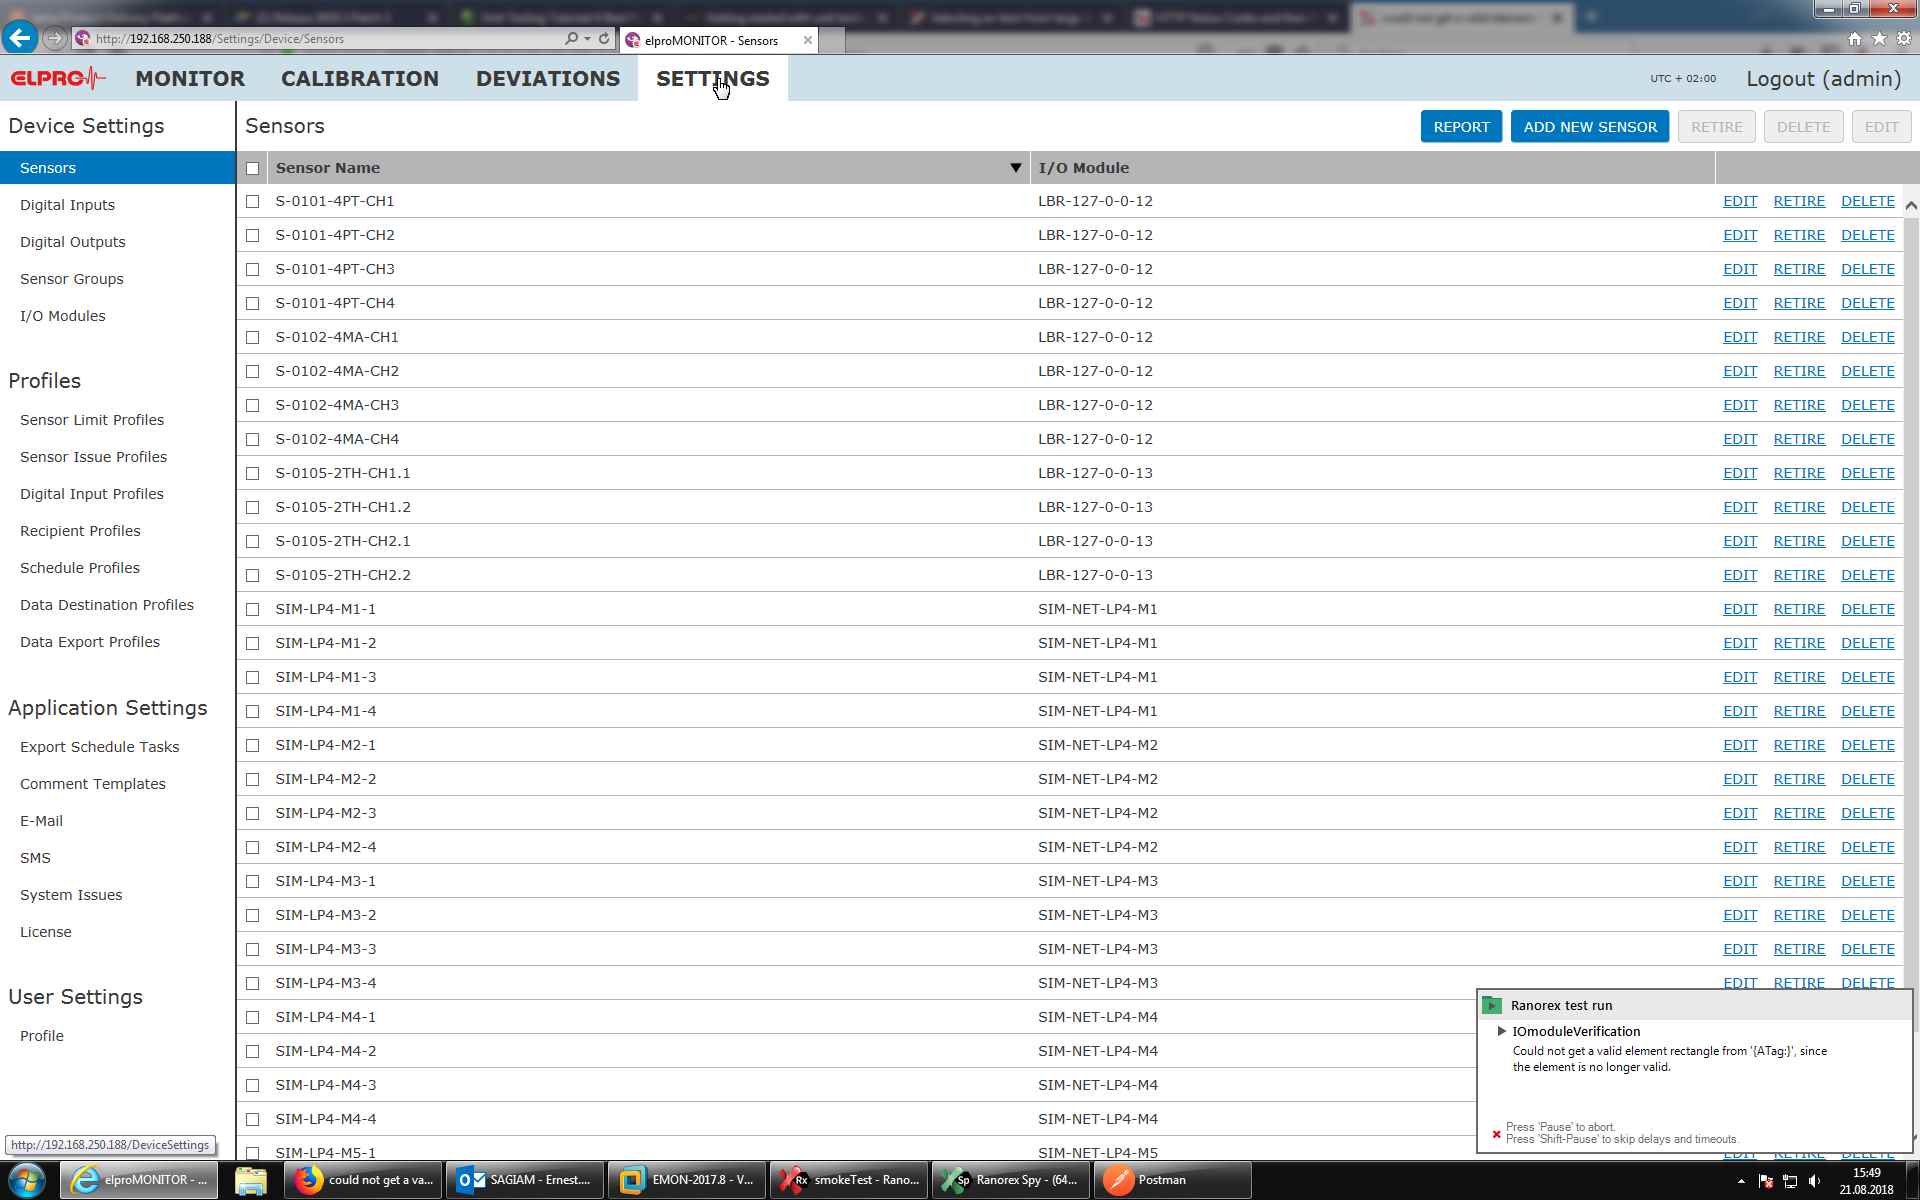 http://192.168.250.188/Settings/Device/Sensors
elproMONITOR - Sensors
ELPRO
MONITOR
CALIBRATION
DEVIATIONS
SETTINGS
UTC + 02:00
Logout (admin)
Device Settings
Sensors
Digital Inputs
Digital Outputs
Sensor Groups
I/O Modules
Profiles
Sensor Limit Profiles
Sensor Issue Profiles
Digital Input Profiles
Recipient Profiles
Schedule Profiles
Data Destination Profiles
Data Export Profiles
Application Settings
Export Schedule Tasks
Comment Templates
E-Mail
SMS
System Issues
License
User Settings
Profile
http://192.168.250.188/DeviceSettings
Sensors
REPORT
ADD NEW SENSOR
RETIRE
DELETE
EDIT
Sensor Name I/O Module
S-0101-4PT-CH1 LBR-127-0-0-12 EDIT RETIRE DELETE
S-0101-4PT-CH2 LBR-127-0-0-12 EDIT RETIRE DELETE
S-0101-4PT-CH3 LBR-127-0-0-12 EDIT RETIRE DELETE
S-0101-4PT-CH4 LBR-127-0-0-12 EDIT RETIRE DELETE
S-0102-4MA-CH1 LBR-127-0-0-12 EDIT RETIRE DELETE
S-0102-4MA-CH2 LBR-127-0-0-12 EDIT RETIRE DELETE
S-0102-4MA-CH3 LBR-127-0-0-12 EDIT RETIRE DELETE
S-0102-4MA-CH4 LBR-127-0-0-12 EDIT RETIRE DELETE
S-0105-2TH-CH1.1 LBR-127-0-0-13 EDIT RETIRE DELETE
S-0105-2TH-CH1.2 LBR-127-0-0-13 EDIT RETIRE DELETE
S-0105-2TH-CH2.1 LBR-127-0-0-13 EDIT RETIRE DELETE
S-0105-2TH-CH2.2 LBR-127-0-0-13 EDIT RETIRE DELETE
SIM-LP4-M1-1 SIM-NET-LP4-M1 EDIT RETIRE DELETE
SIM-LP4-M1-2 SIM-NET-LP4-M1 EDIT RETIRE DELETE
SIM-LP4-M1-3 SIM-NET-LP4-M1 EDIT RETIRE DELETE
SIM-LP4-M1-4 SIM-NET-LP4-M1 EDIT RETIRE DELETE
SIM-LP4-M2-1 SIM-NET-LP4-M2 EDIT RETIRE DELETE
SIM-LP4-M2-2 SIM-NET-LP4-M2 EDIT RETIRE DELETE
SIM-LP4-M2-3 SIM-NET-LP4-M2 EDIT RETIRE DELETE
SIM-LP4-M2-4 SIM-NET-LP4-M2 EDIT RETIRE DELETE
SIM-LP4-M3-1 SIM-NET-LP4-M3 EDIT RETIRE DELETE
SIM-LP4-M3-2 SIM-NET-LP4-M3 EDIT RETIRE DELETE
SIM-LP4-M3-3 SIM-NET-LP4-M3 EDIT RETIRE DELETE
SIM-LP4-M3-4 SIM-NET-LP4-M3 EDIT RETIRE DELETE
SIM-LP4-M4-1 SIM-NET-LP4-M4
SIM-LP4-M4-2 SIM-NET-LP4-M4
SIM-LP4-M4-3 SIM-NET-LP4-M4
SIM-LP4-M4-4 SIM-NET-LP4-M4
SIM-LP4-M5-1 SIM-NET-LP4-M5
Ranorex test run
IOmoduleVerification
Could not get a valid element rectangle from '{ATag:}', since
the element is no longer valid.
Press 'Pause' to abort.
Press 'Shift-Pause' to skip delays and timeouts.
elproMONITOR - ...
could not get a va...
SAGIAM - Ernest....
EMON-2017.8 - V...
smokeTest - Rano...
Ranorex Spy - (64...
Postman
15:49
21.08.2018